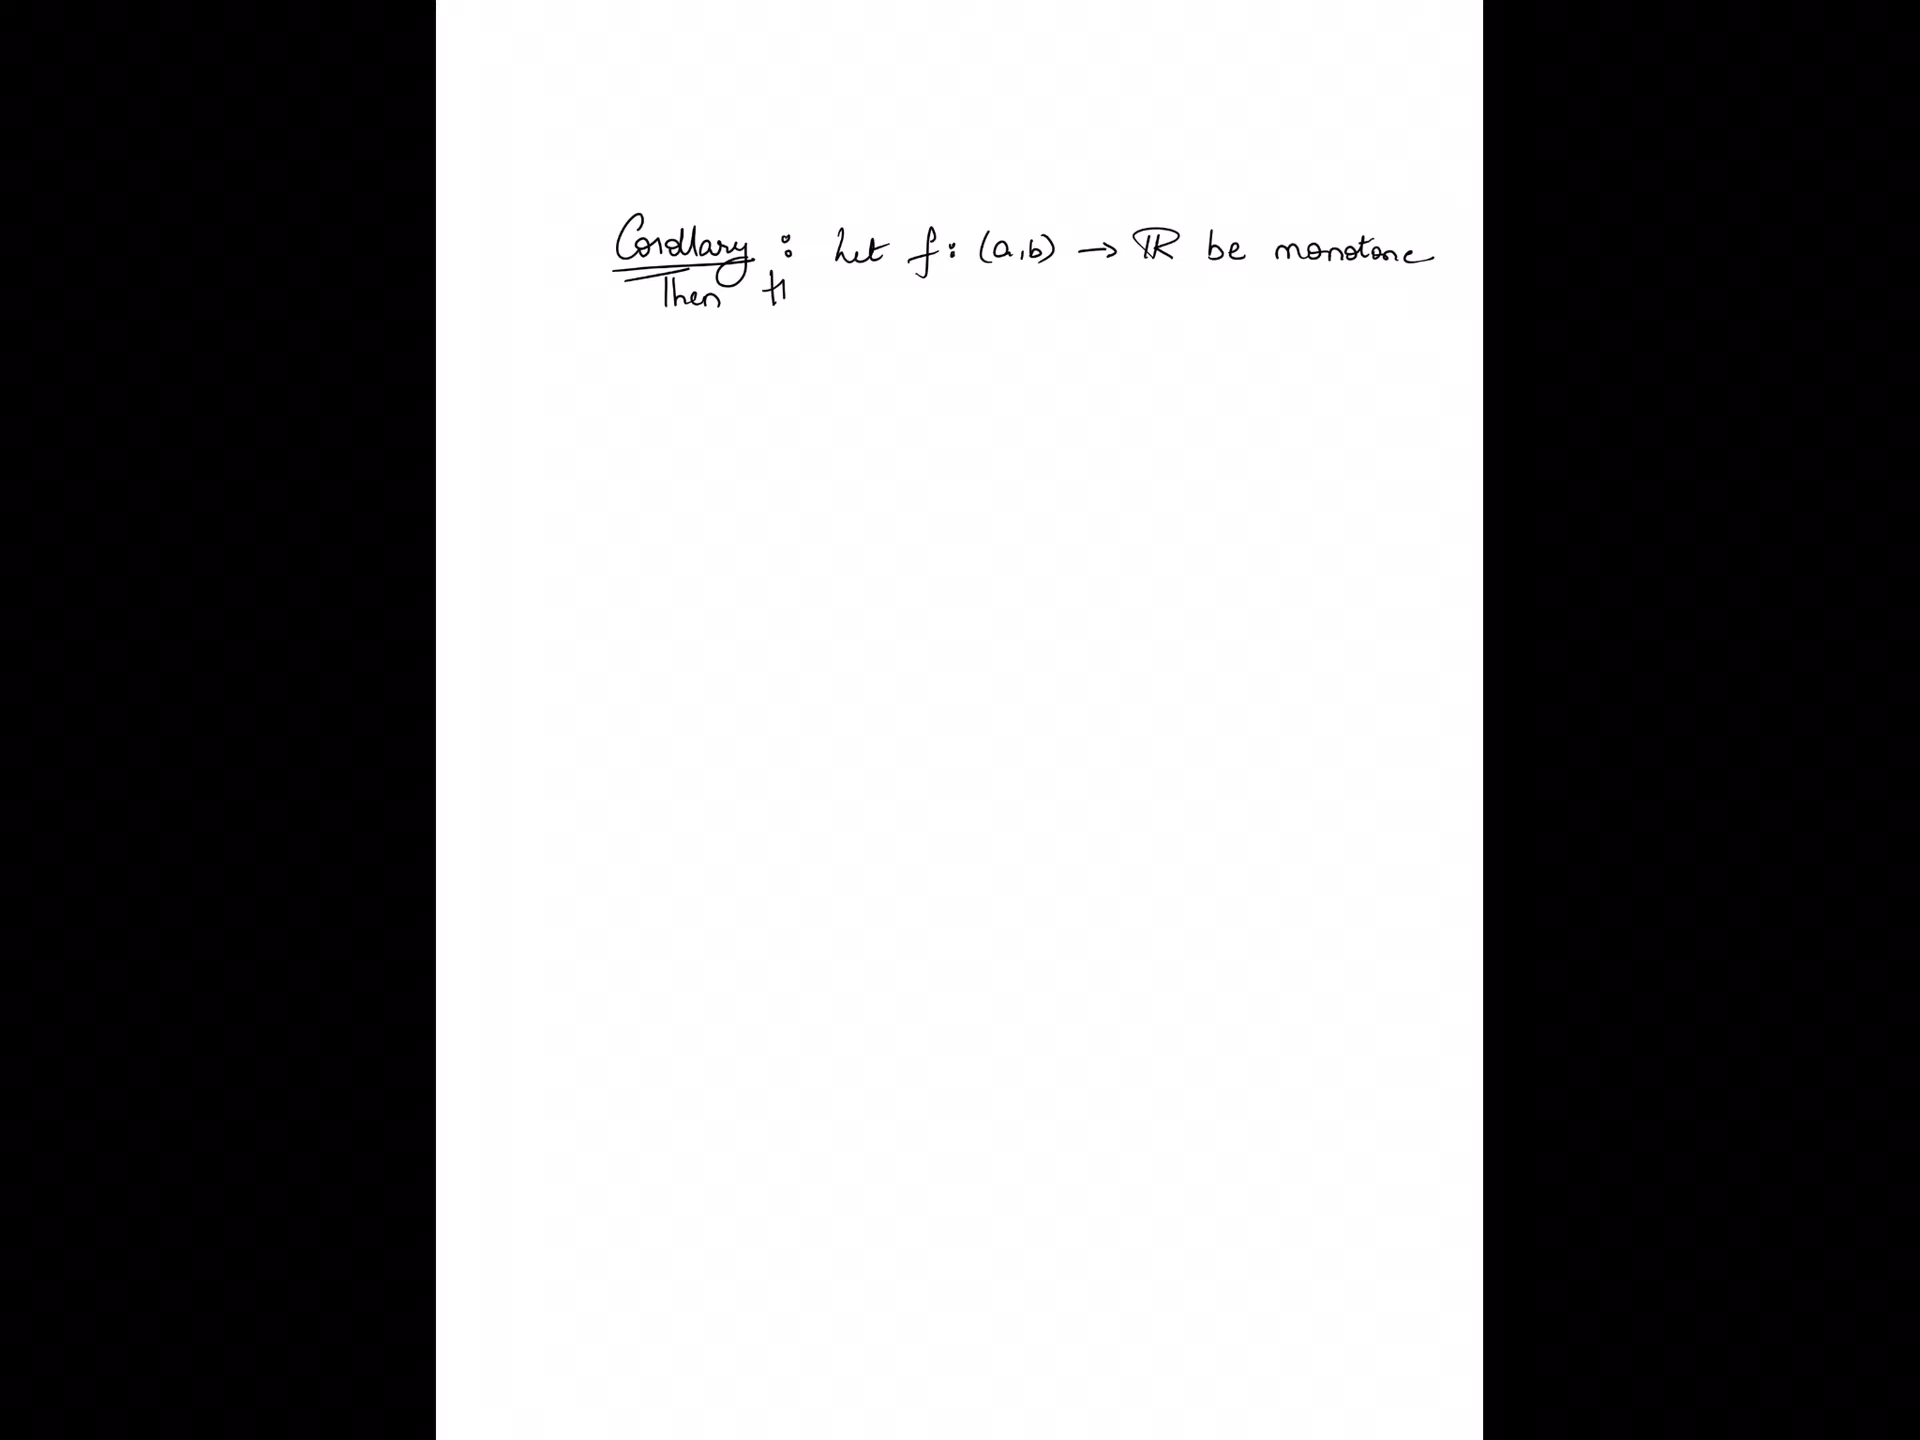 Corollary : Let f: (a,b) → ℝ be monotone
Then